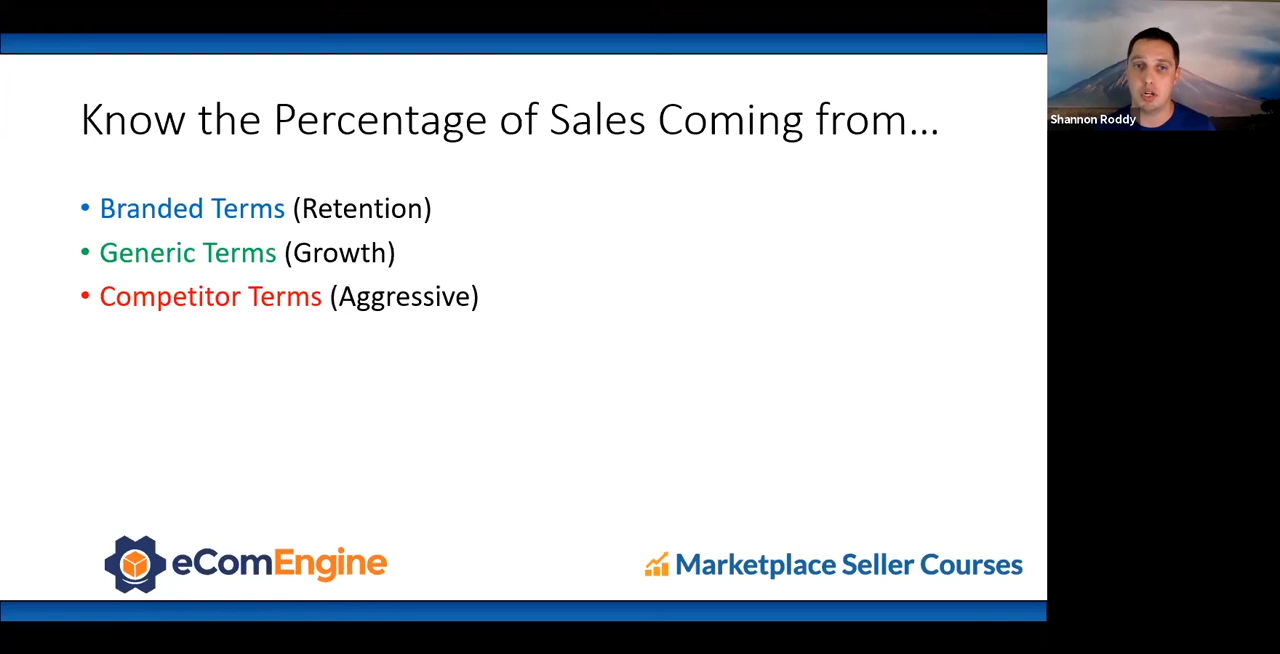 Know the Percentage of Sales Coming from...
• Branded Terms (Retention)
• Generic Terms (Growth)
• Competitor Terms (Aggressive)
eComEngine
Marketplace Seller Courses
Shannon Roddy